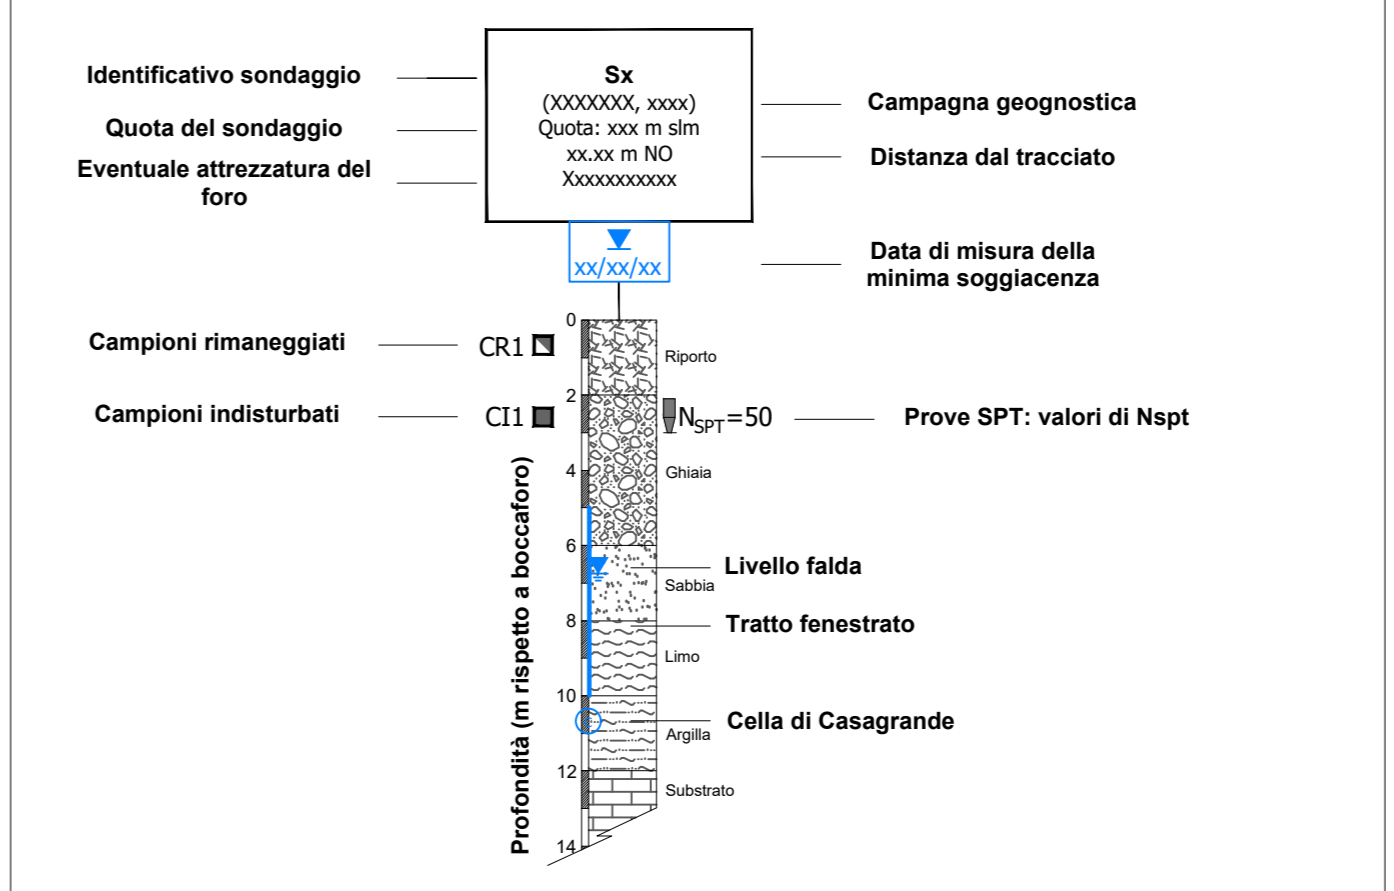 Identificativo sondaggio
Quota del sondaggio
Eventuale attrezzatura del
foro
Sx
(XXXXXXX, xxxx)
Quota: xxx m slm
xx.xx m NO
Xxxxxxxxxxx
Campagna geognostica
Distanza dal tracciato
xx/xx/xx
Data di misura della
minima soggiacenza
Campioni rimaneggiati
CR1
Campioni indisturbati
CI1
Profondità (m rispetto a boccaforo)
0
2
4
6
8
10
12
14
Riporto
NSPT=50
Prove SPT: valori di Nspt
Ghiaia
Livello falda
Sabbia
Tratto fenestrato
Limo
Cella di Casagrande
Argilla
Substrato